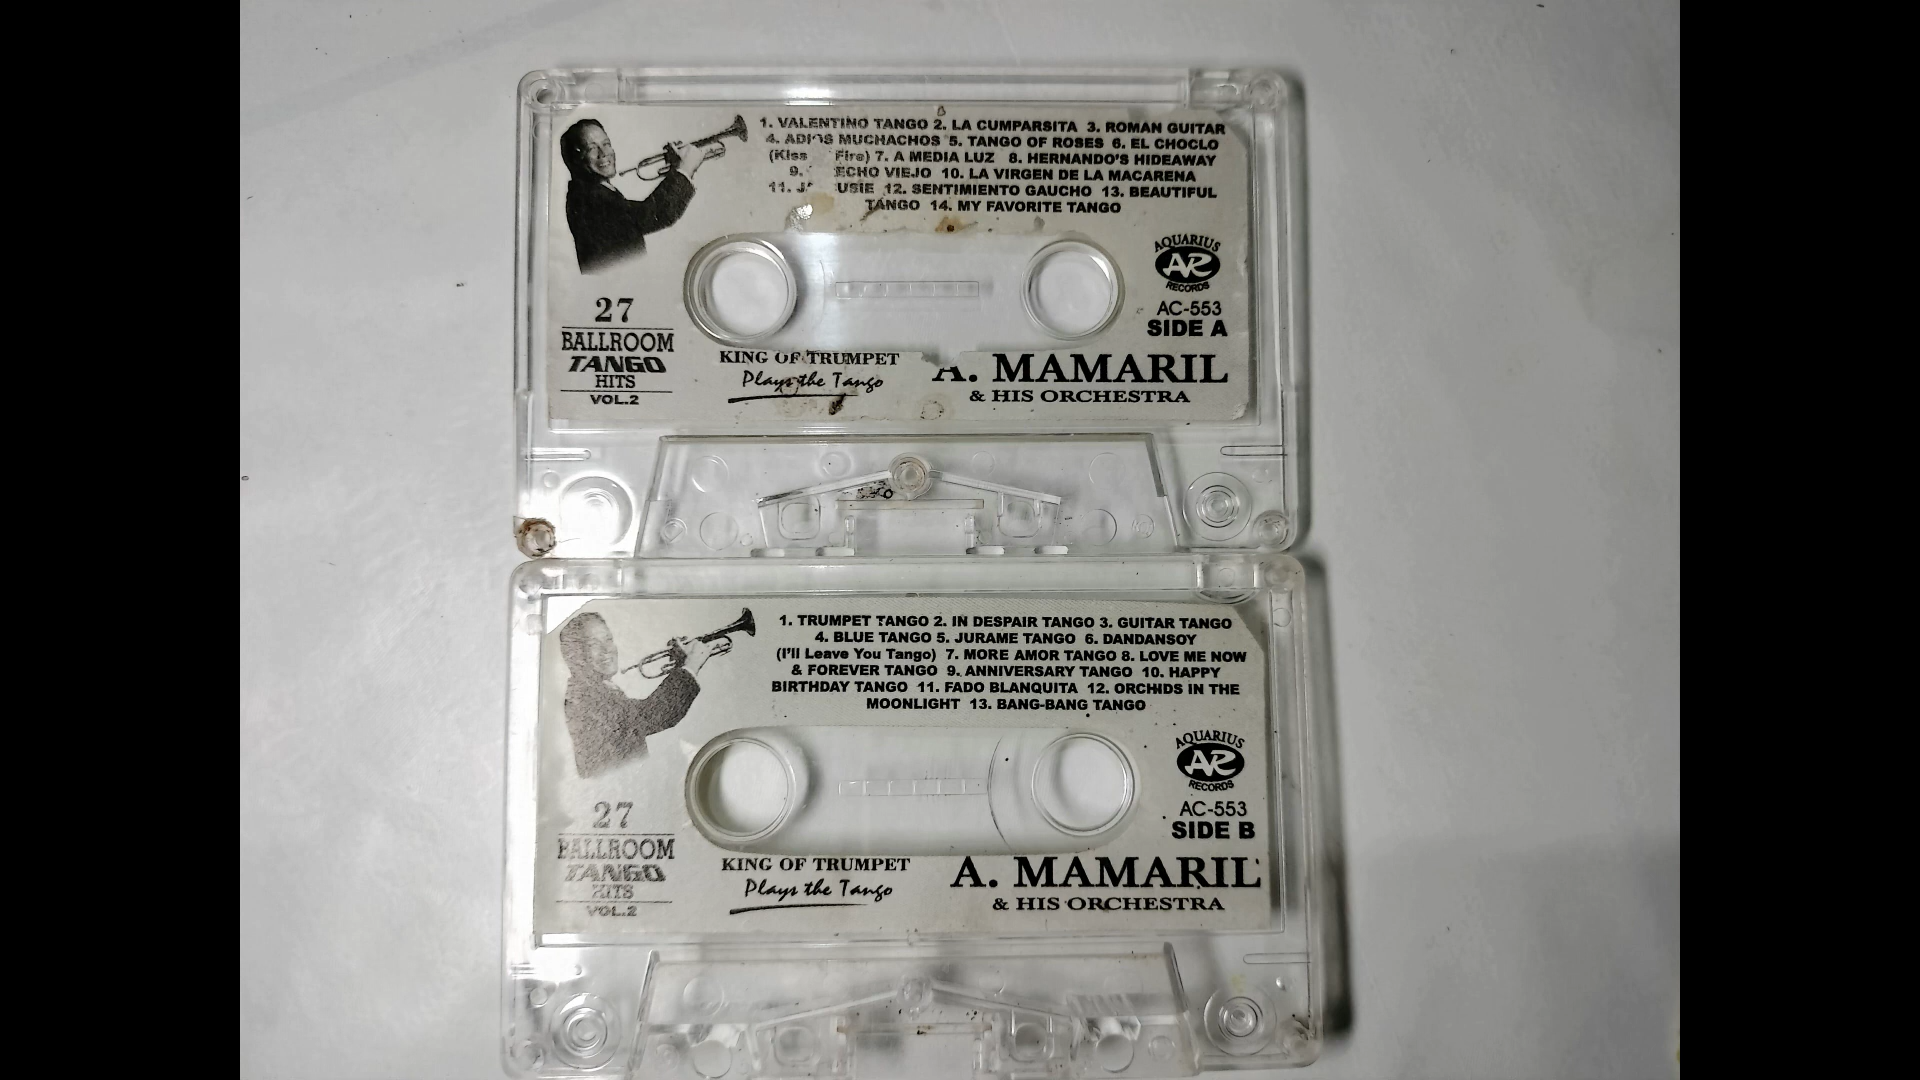 1. VALENTINO TANGO 2. LA CUMPARSITA 3. ROMAN GUITAR
4. ADIOS MUCHACHOS 5. TANGO OF ROSES 6. EL CHOCLO
(Kiss Fire) 7. A MEDIA LUZ 8. HERNANDO'S HIDEAWAY
9. ECHO VIEJO 10. LA VIRGEN DE LA MACARENA
11. 12. SENTIMIENTO GAUCHO 13. BEAUTIFUL
TANGO 14. MY FAVORITE TANGO
AQUARIUS
AR
RECORDS
AC-553
SIDE A
27
BALLROOM
TANGO
HITS
VOL.2
KING OF TRUMPET
Plays the Tango
A. MAMARIL
& HIS ORCHESTRA
1. TRUMPET TANGO 2. IN DESPAIR TANGO 3. GUITAR TANGO
4. BLUE TANGO 5. JURAME TANGO 6. DANDANSOY
(I'll Leave You Tango) 7. MORE AMOR TANGO 8. LOVE ME NOW
& FOREVER TANGO 9. ANNIVERSARY TANGO 10. HAPPY
BIRTHDAY TANGO 11. FADO BLANQUITA 12. ORCHIDS IN THE
MOONLIGHT 13. BANG-BANG TANGO
AQUARIUS
AR
RECORDS
AC-553
SIDE B
27
BALLROOM
TANGO
HITS
VOL.2
KING OF TRUMPET
Plays the Tango
A. MAMARIL
& HIS ORCHESTRA